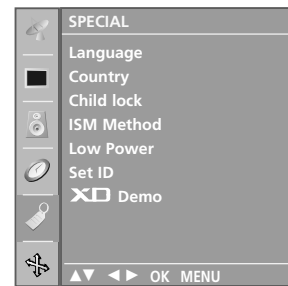 SPECIAL
Language
Country
Child lock
ISM Method
Low Power
Set ID
XD Demo
▲▼ ◄► OK MENU